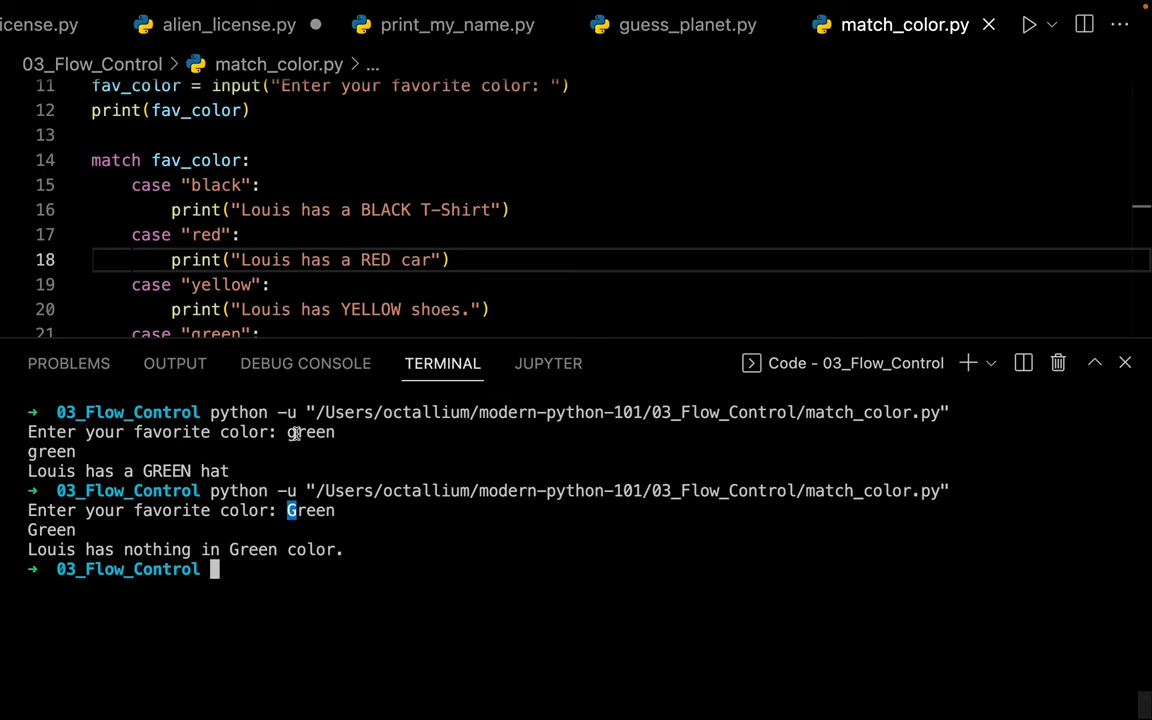 icense.py alien_license.py print_my_name.py guess_planet.py match_color.py
03_Flow_Control > match_color.py > ...
11 fav_color = input("Enter your favorite color: ")
12 print(fav_color)
13
14 match fav_color:
15     case "black":
16         print("Louis has a BLACK T-Shirt")
17     case "red":
18         print("Louis has a RED car")
19     case "yellow":
20         print("Louis has YELLOW shoes.")
21     case "green":
PROBLEMS OUTPUT DEBUG CONSOLE TERMINAL JUPYTER Code - 03_Flow_Control
→ 03_Flow_Control python -u "/Users/octallium/modern-python-101/03_Flow_Control/match_color.py"
Enter your favorite color: green
green
Louis has a GREEN hat
→ 03_Flow_Control python -u "/Users/octallium/modern-python-101/03_Flow_Control/match_color.py"
Enter your favorite color: Green
Green
Louis has nothing in Green color.
→ 03_Flow_Control